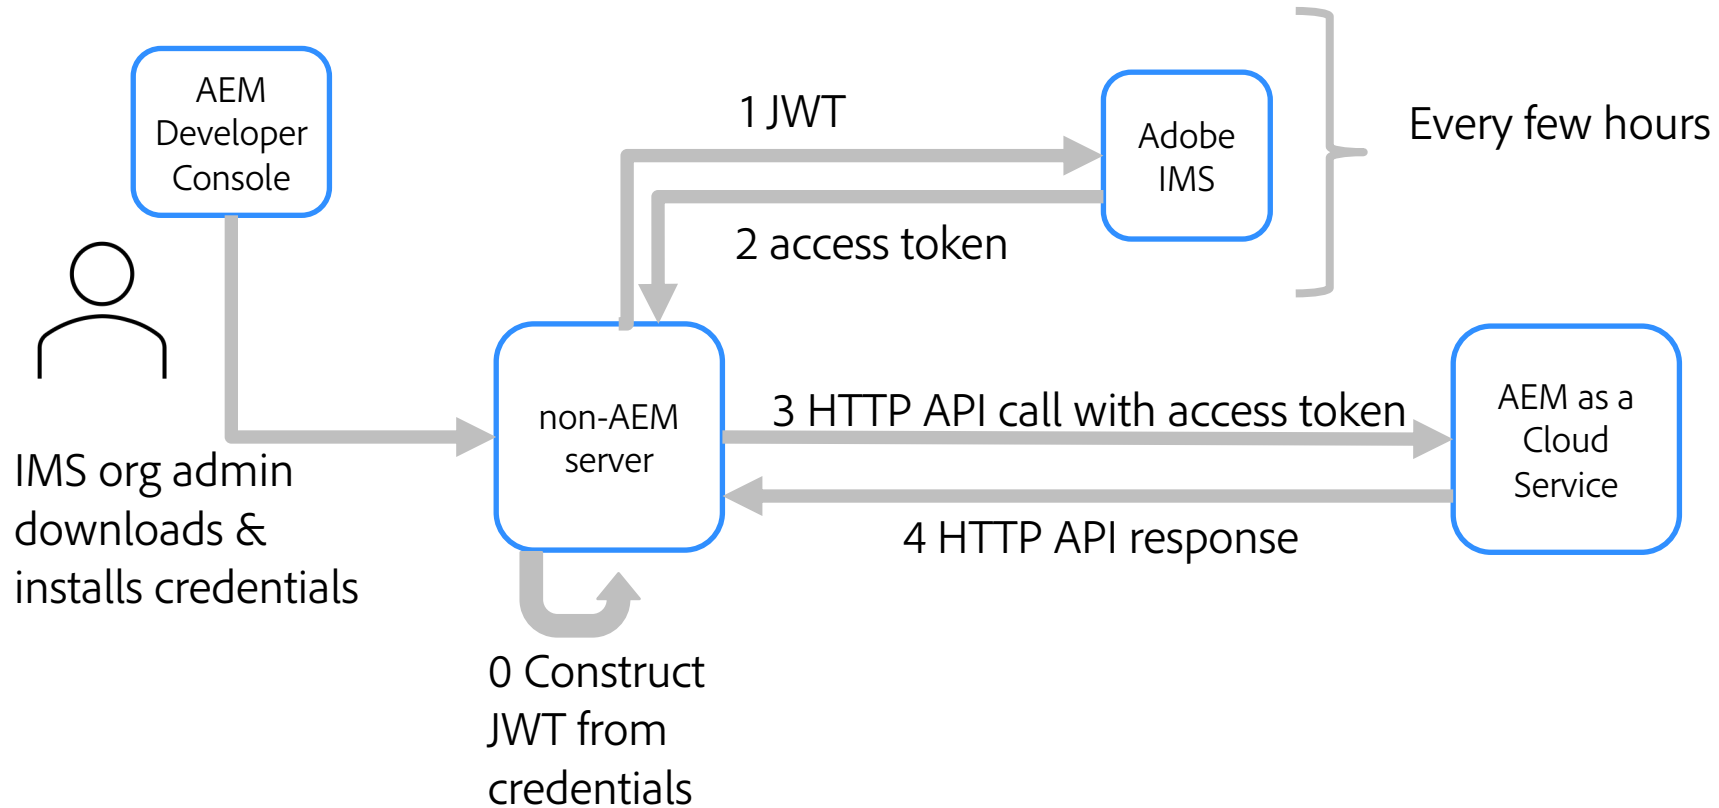 AEM
Developer
Console
1 JWT
Adobe
IMS
Every few hours
2 access token
IMS org admin
downloads &
installs credentials
non-AEM
server
3 HTTP API call with access token
AEM as a
Cloud
Service
4 HTTP API response
0 Construct
JWT from
credentials